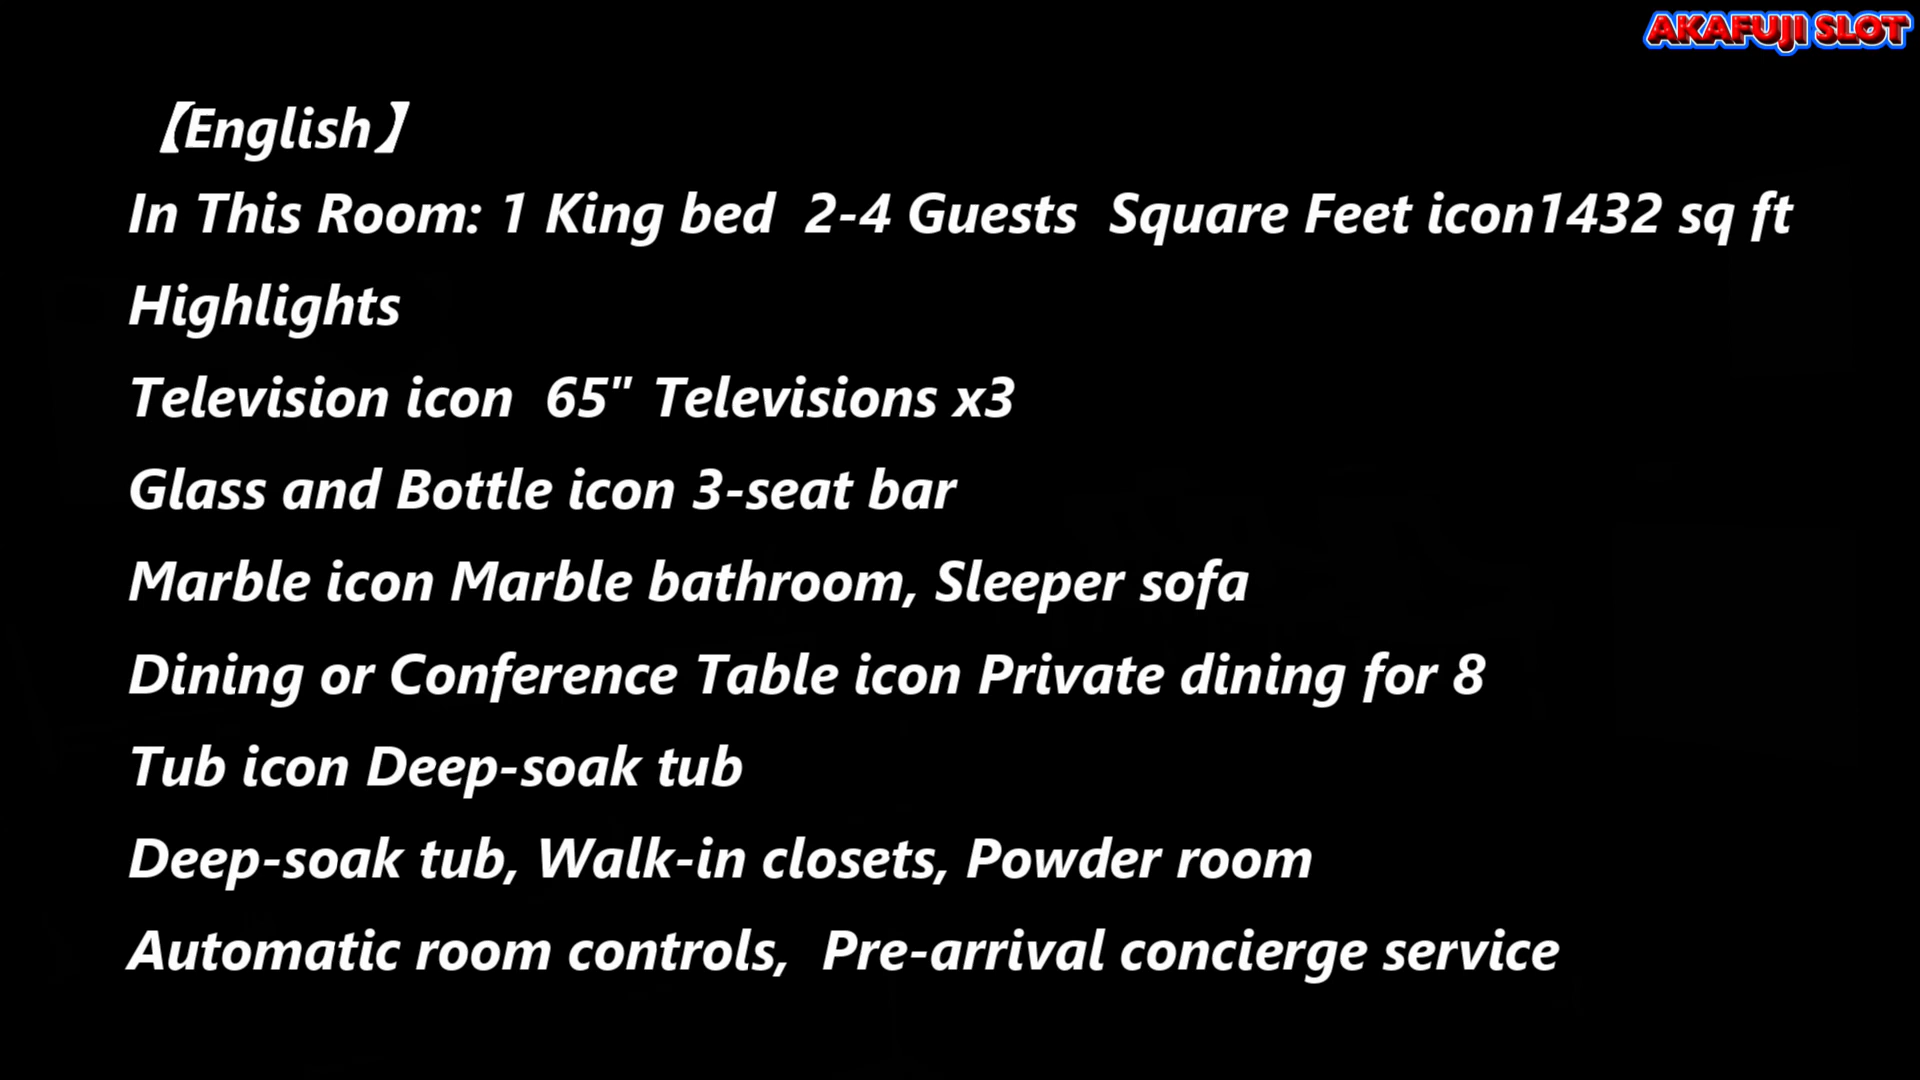 AKAFUJI SLOT
【English】
In This Room: 1 King bed  2-4 Guests  Square Feet icon1432 sq ft
Highlights
Television icon  65" Televisions x3
Glass and Bottle icon 3-seat bar
Marble icon Marble bathroom, Sleeper sofa
Dining or Conference Table icon Private dining for 8
Tub icon Deep-soak tub
Deep-soak tub, Walk-in closets, Powder room
Automatic room controls,  Pre-arrival concierge service